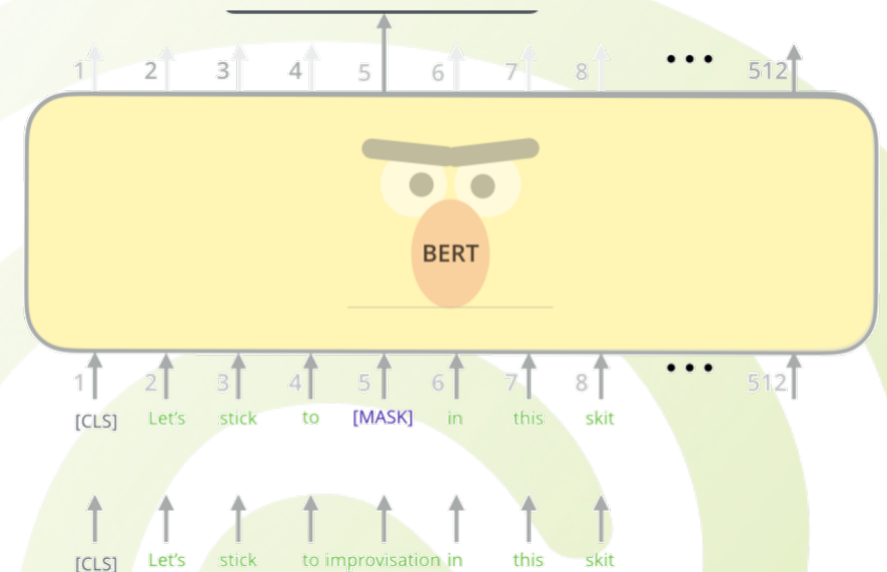 1 2 3 4 5 6 7 8 ••• 512
BERT
1 2 3 4 5 6 7 8 ••• 512
[CLS] Let's stick to [MASK] in this skit
[CLS] Let's stick to improvisation in this skit